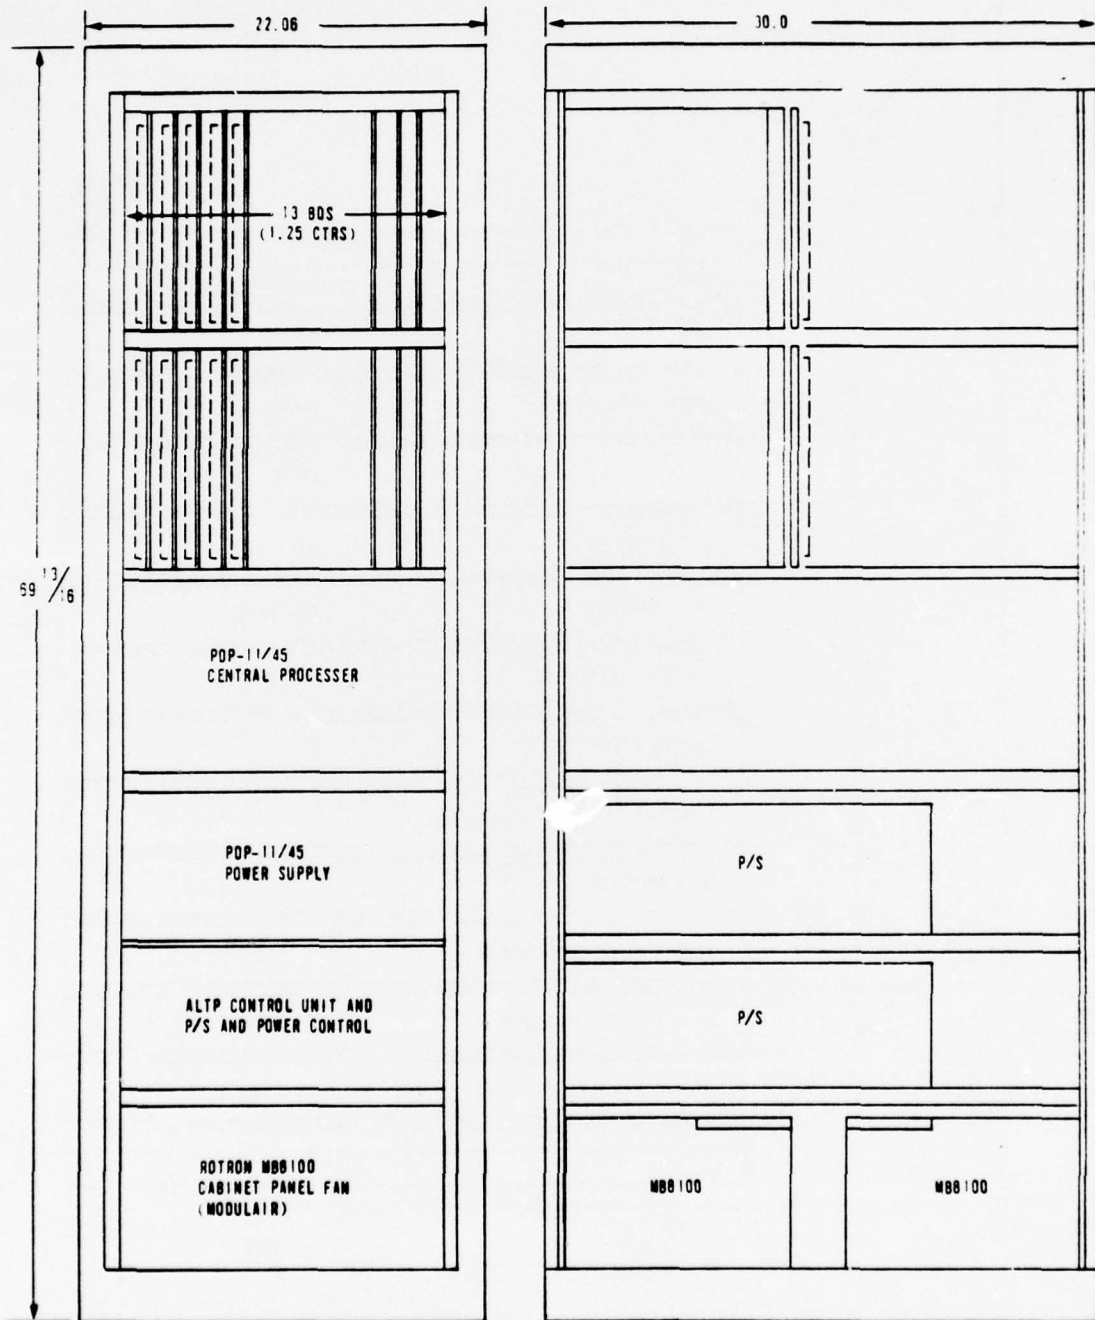 22.06
30.0
13 BDS
(1.25 CTRS)
69 13/16
PDP-11/45
CENTRAL PROCESSER
PDP-11/45
POWER SUPPLY
P/S
ALTP CONTROL UNIT AND
P/S AND POWER CONTROL
P/S
ROTRON MB8100
CABINET PANEL FAN
(MODULAIR)
MB8100
MB8100